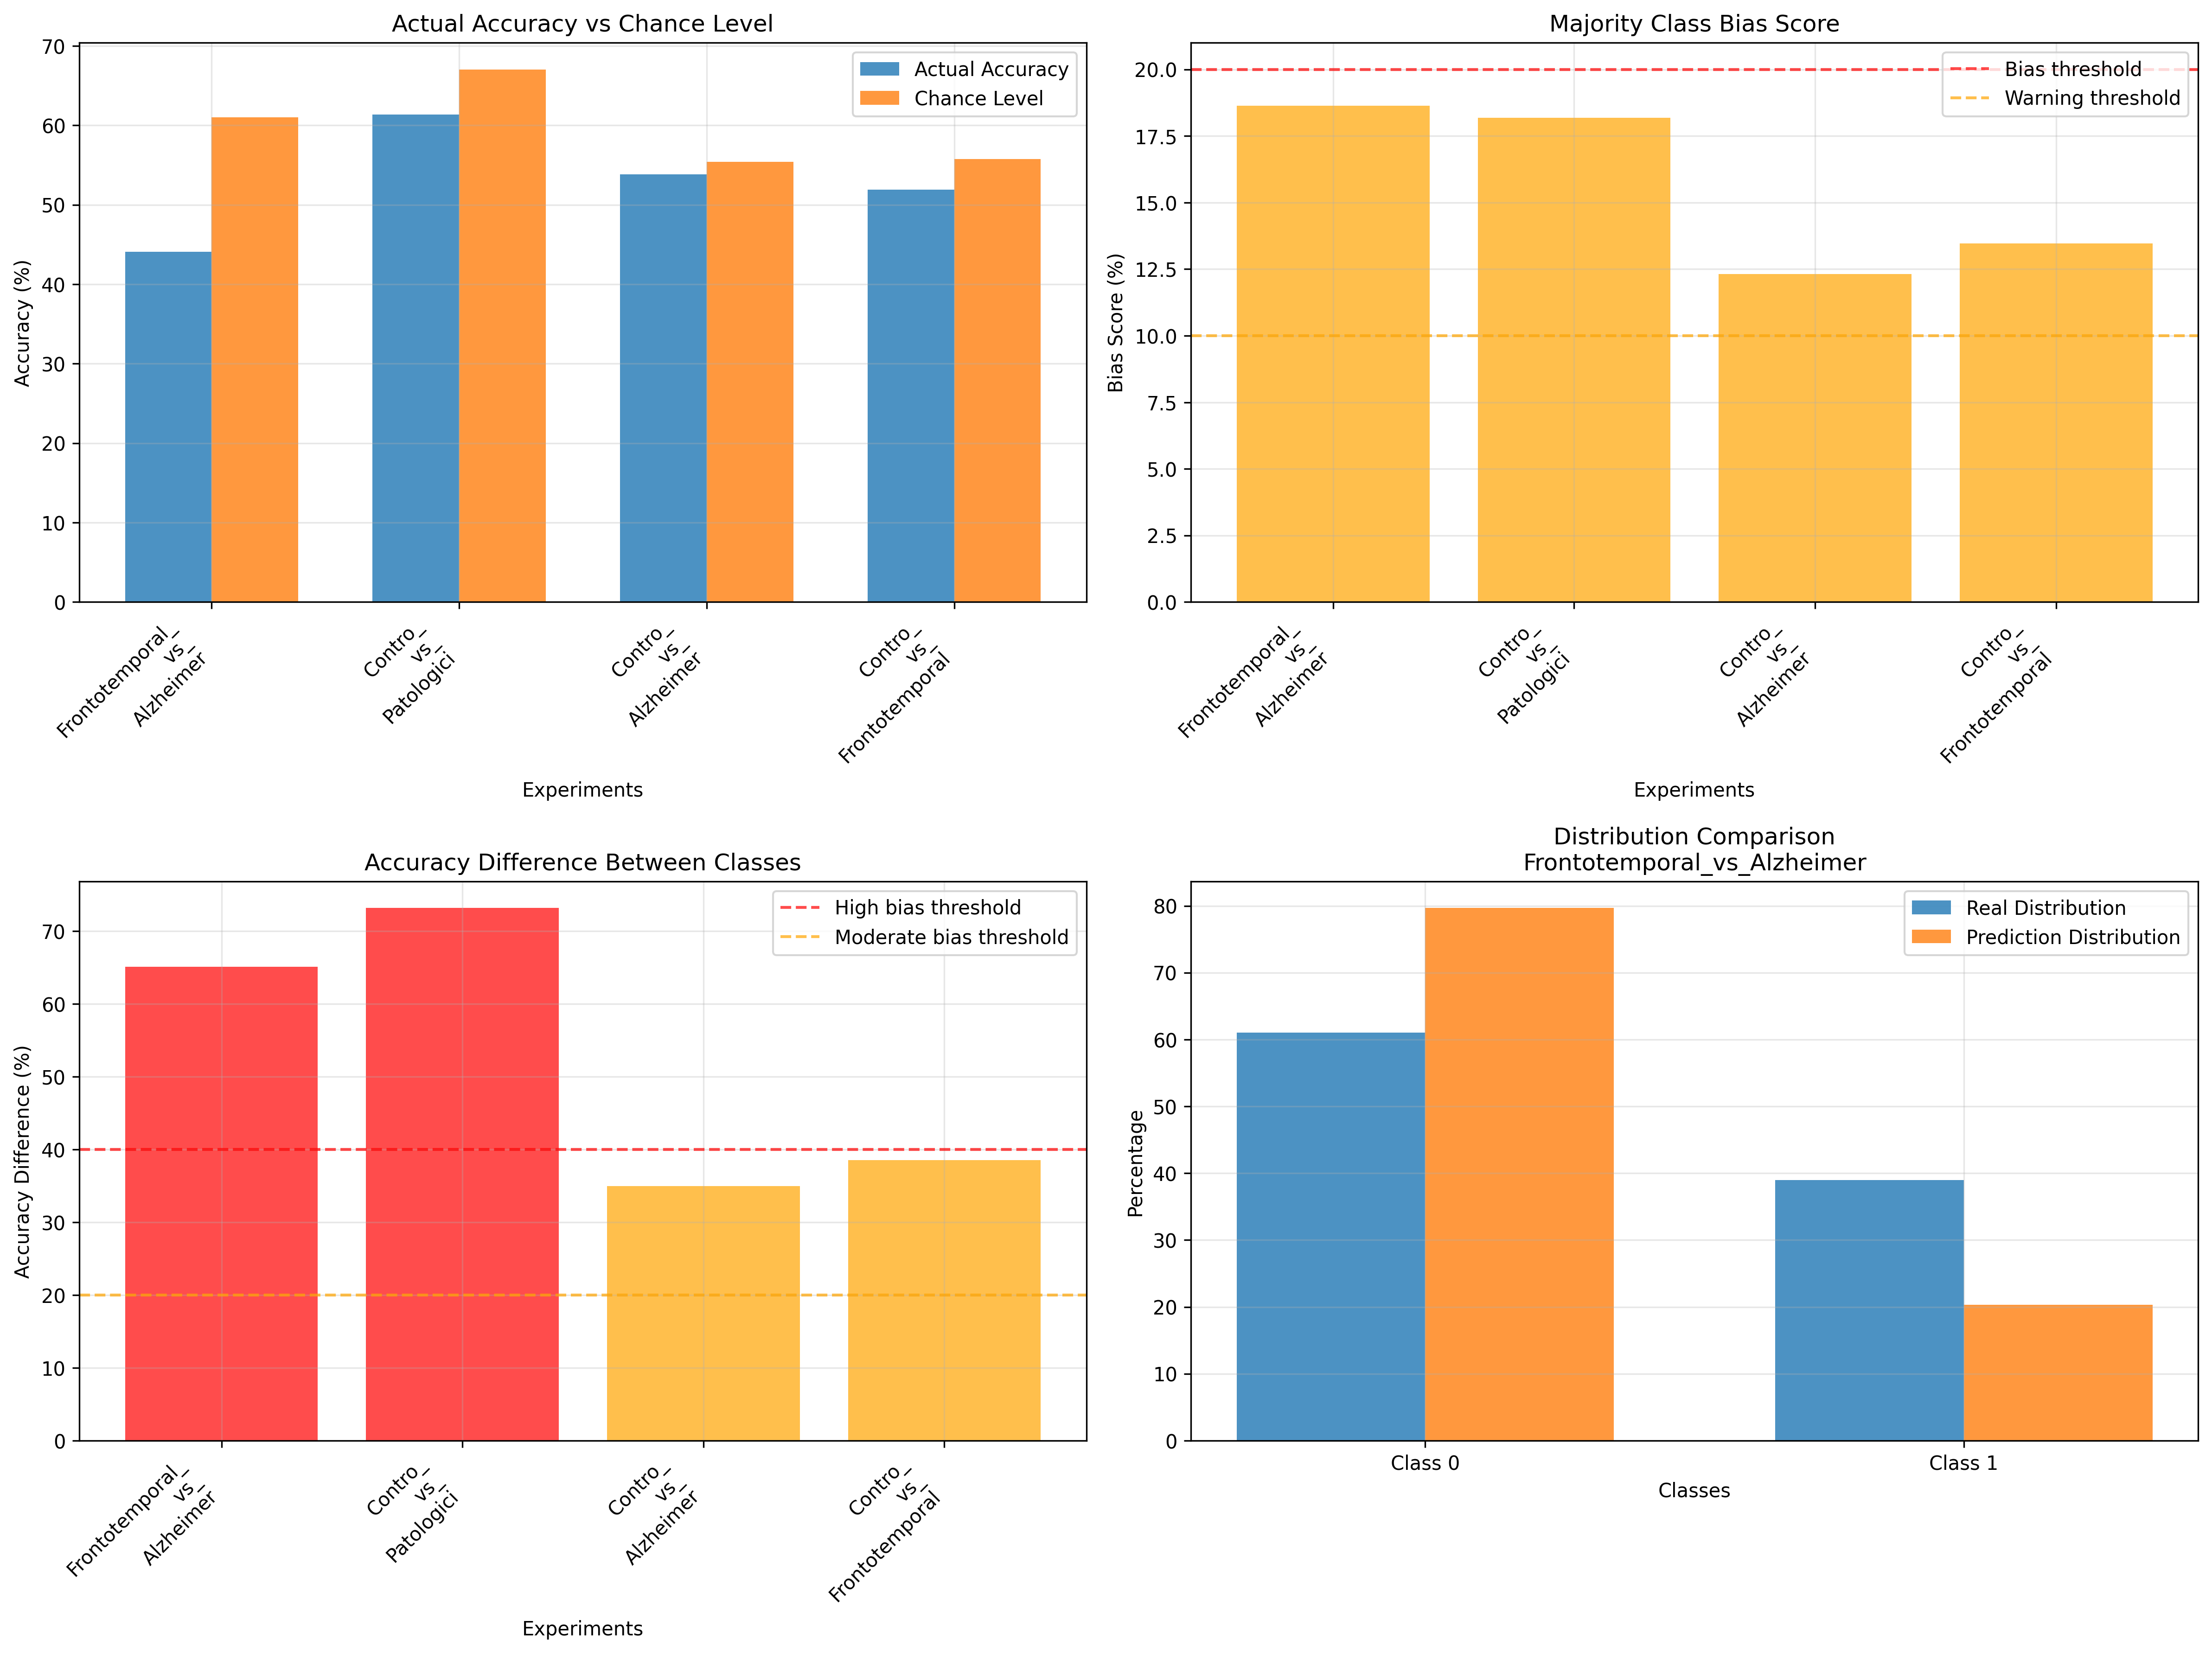 Actual Accuracy vs Chance Level
Accuracy (%)
70
60
50
40
30
20
10
0
Actual Accuracy
Chance Level
Frontotemporal_
vs_
Alzheimer
Contro_
vs_
Patologici
Contro_
vs_
Alzheimer
Contro_
vs_
Frontotemporal
Experiments
Majority Class Bias Score
Bias Score (%)
20.0
17.5
15.0
12.5
10.0
7.5
5.0
2.5
0.0
Bias threshold
Warning threshold
Frontotemporal_
vs_
Alzheimer
Contro_
vs_
Patologici
Contro_
vs_
Alzheimer
Contro_
vs_
Frontotemporal
Experiments
Accuracy Difference Between Classes
Accuracy Difference (%)
70
60
50
40
30
20
10
0
High bias threshold
Moderate bias threshold
Frontotemporal_
vs_
Alzheimer
Contro_
vs_
Patologici
Contro_
vs_
Alzheimer
Contro_
vs_
Frontotemporal
Experiments
Distribution Comparison
Frontotemporal_vs_Alzheimer
Percentage
80
70
60
50
40
30
20
10
0
Real Distribution
Prediction Distribution
Class 0
Class 1
Classes